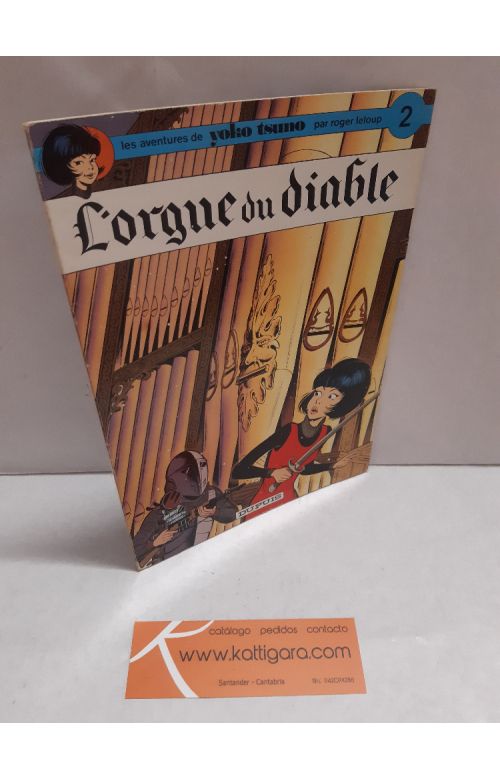 les aventures de yoko tsuno par roger leloup 2
L'orgue du diable
DUPUIS
catálogo pedidos contacto
www.kattigara.com
Santander - Cantabria